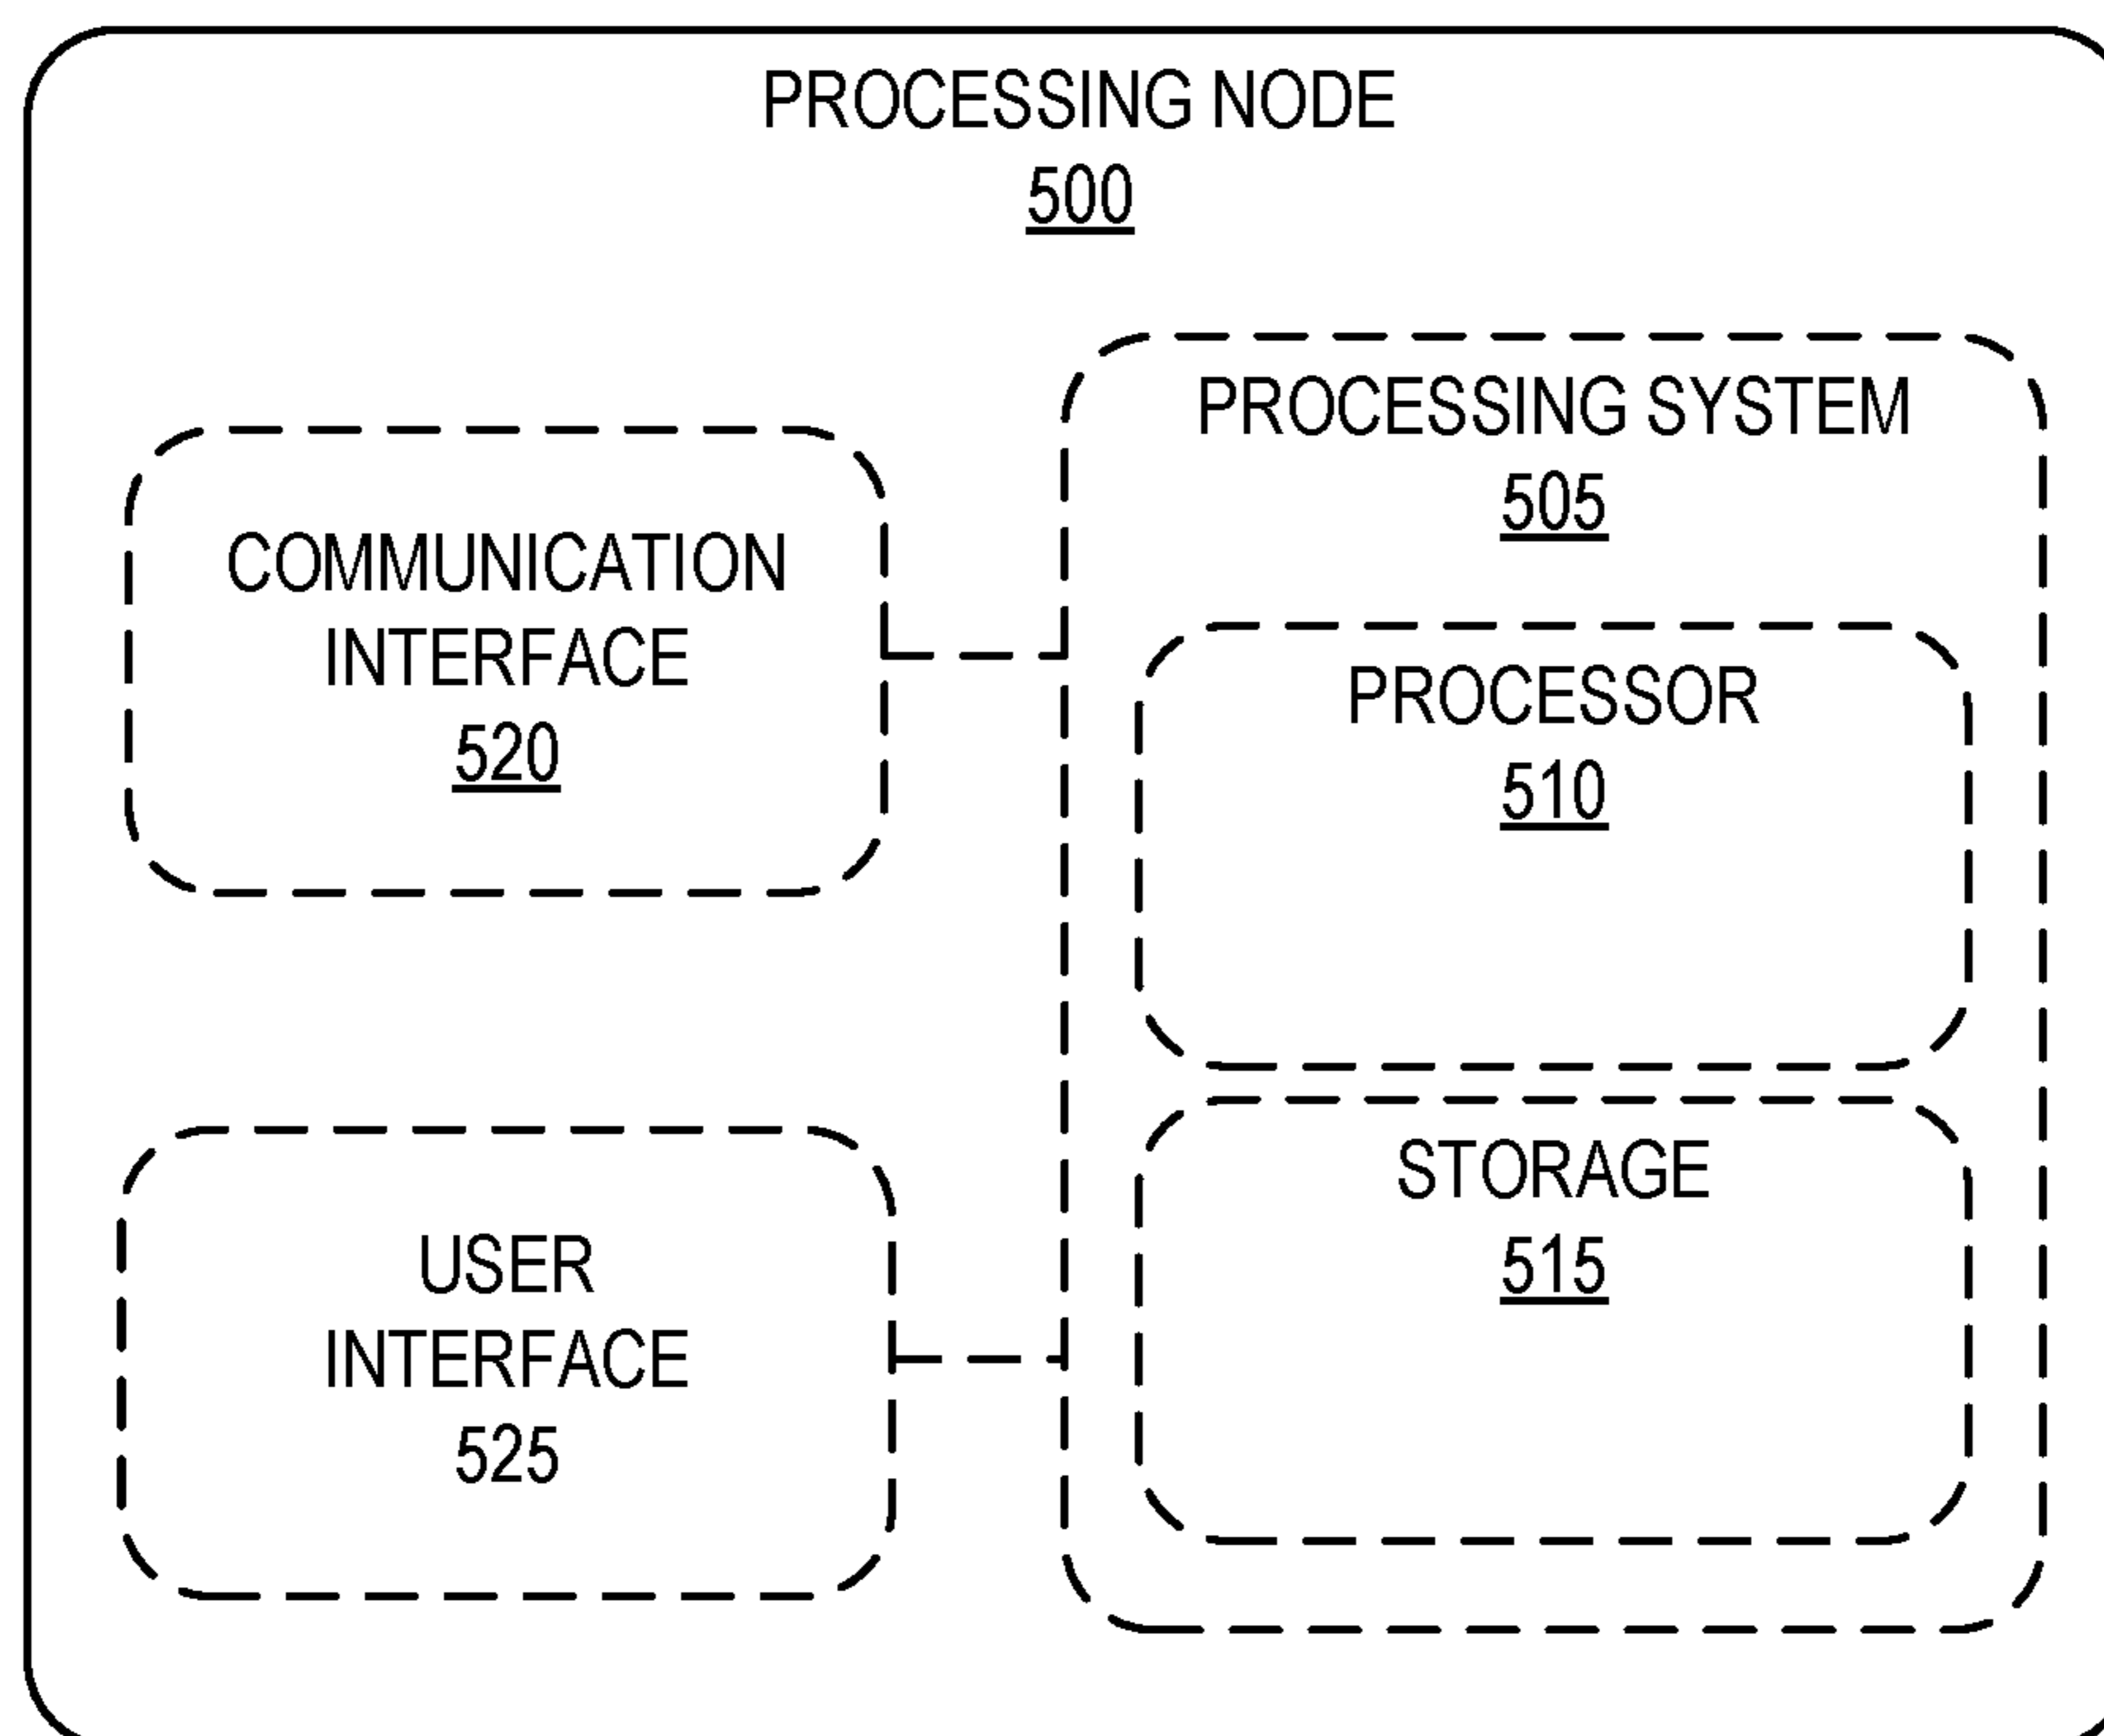 PROCESSING NODE
500
PROCESSING SYSTEM
505
COMMUNICATION
INTERFACE
520
PROCESSOR
510
USER
INTERFACE
525
STORAGE
515